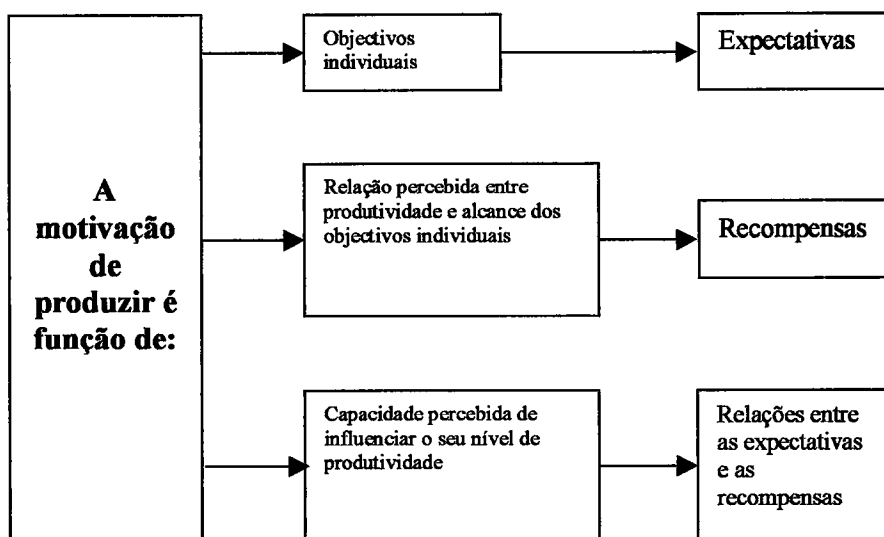 A
motivação
de
produzir é
função de:
Objectivos
individuais
Expectativas
Relação percebida entre
produtividade e alcance dos
objectivos individuais
Recompensas
Capacidade percebida de
influenciar o seu nível de
produtividade
Relações entre
as expectativas
e as
recompensas